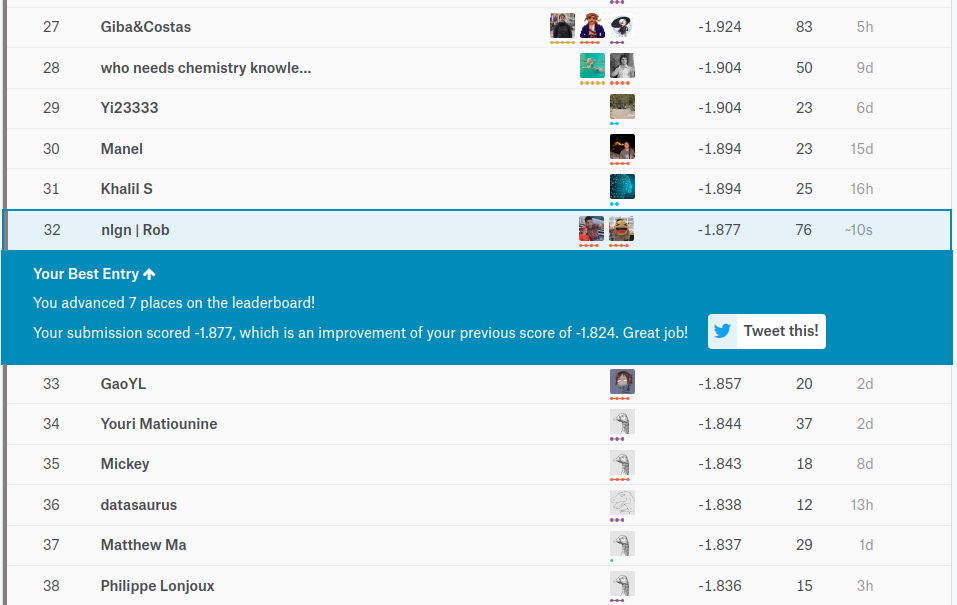 27 Giba&Costas -1.924 83 5h
28 who needs chemistry knowle... -1.904 50 9d
29 Yi23333 -1.904 23 6d
30 Manel -1.894 23 15d
31 Khalil S -1.894 25 16h
32 nlgn | Rob -1.877 76 ~10s
Your Best Entry ↑
You advanced 7 places on the leaderboard!
Your submission scored -1.877, which is an improvement of your previous score of -1.824. Great job! Tweet this!
33 GaoYL -1.857 20 2d
34 Youri Matiounine -1.844 37 2d
35 Mickey -1.843 18 8d
36 datasaurus -1.838 12 13h
37 Matthew Ma -1.837 29 1d
38 Philippe Lonjoux -1.836 15 3h